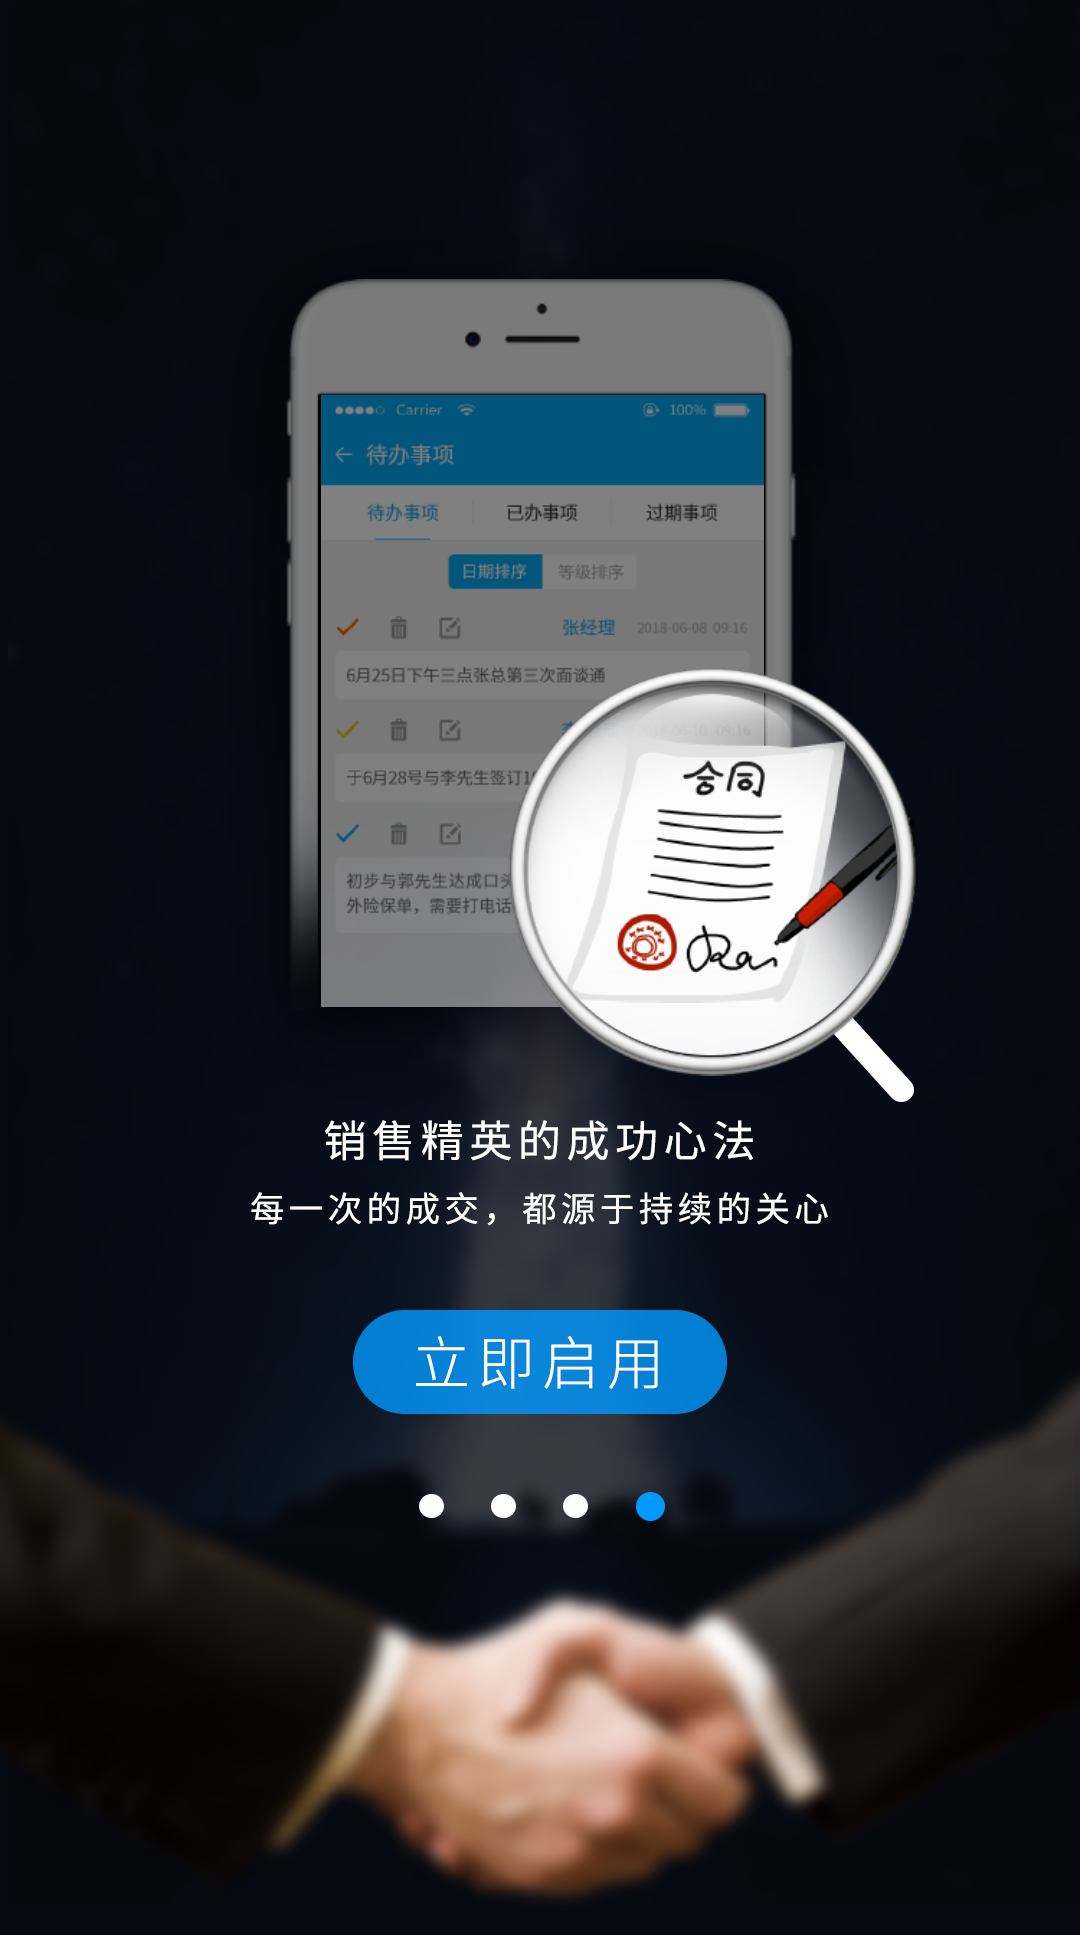 Carrier 100%
待办事项
待办事项 已办事项 过期事项
日期排序 等级排序
张经理 2018-06-08 09:16
6月25日下午三点张总第三次面谈通
2018-06-10 09:16
于6月28号与李先生签订1
初步与郭先生达成口头
外险保单，需要打电话
合同
销售精英的成功心法
每一次的成交，都源于持续的关心
立即启用